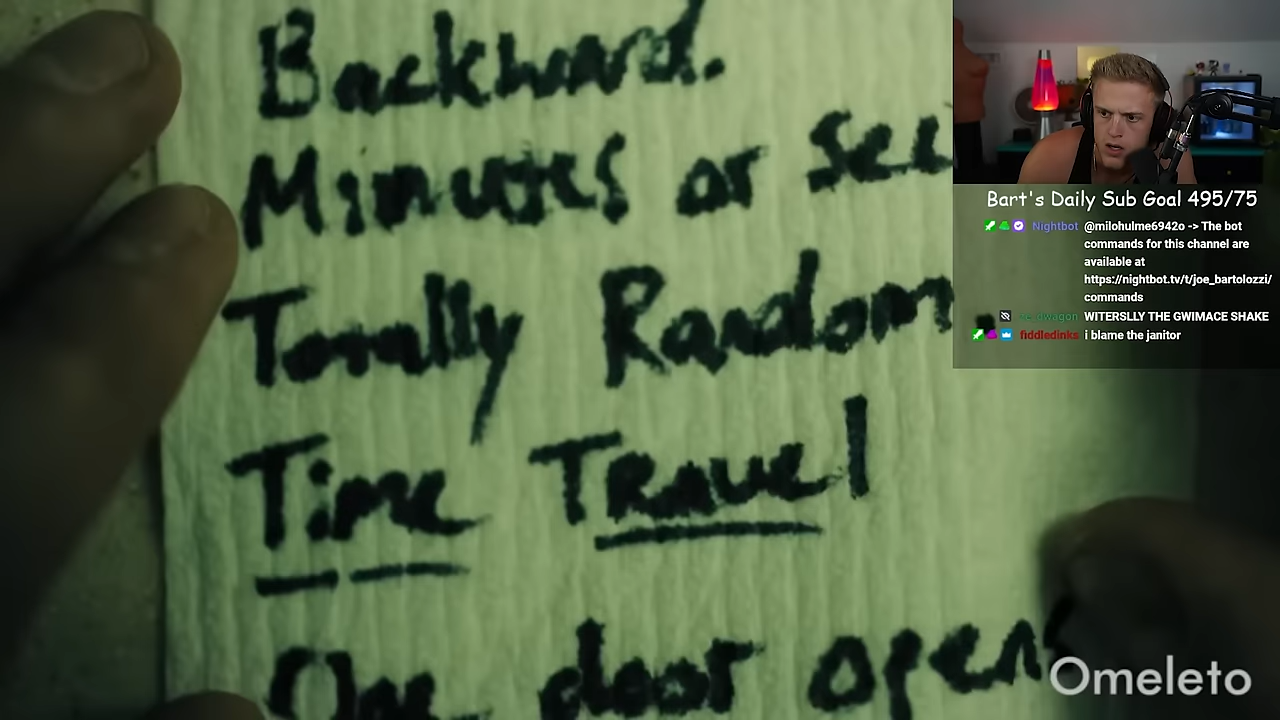 Backward.
Minutes or Sec
Totally Random.
Time Travel
One door open
Omeleto
Bart's Daily Sub Goal 495/75
Nightbot @milohulme6942o -> The bot
commands for this channel are
available at
https://nightbot.tv/t/joe_bartolozzi/
commands
WITERSLLY THE GWIMACE SHAKE
fiddledinks i blame the janitor